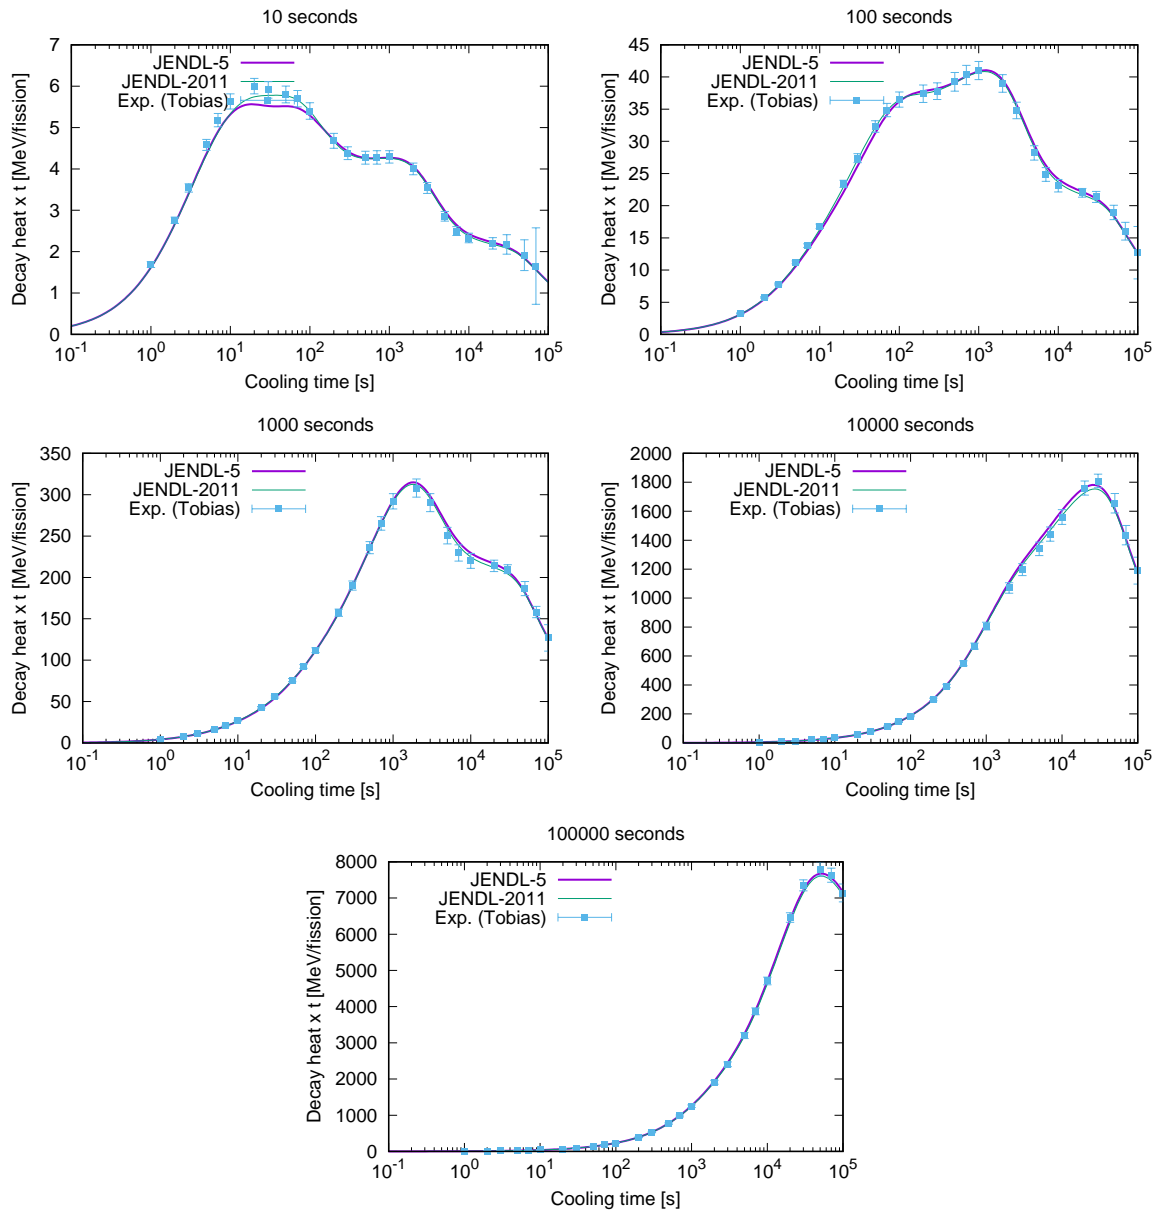 10 seconds
Decay heat x t [MeV/fission]
7
6
5
4
3
2
1
0
JENDL-5
JENDL-2011
Exp. (Tobias)
10-1 100 101 102 103 104 105
Cooling time [s]
100 seconds
Decay heat x t [MeV/fission]
45
40
35
30
25
20
15
10
5
0
JENDL-5
JENDL-2011
Exp. (Tobias)
10-1 100 101 102 103 104 105
Cooling time [s]
1000 seconds
Decay heat x t [MeV/fission]
350
300
250
200
150
100
50
0
JENDL-5
JENDL-2011
Exp. (Tobias)
10-1 100 101 102 103 104 105
Cooling time [s]
10000 seconds
Decay heat x t [MeV/fission]
2000
1800
1600
1400
1200
1000
800
600
400
200
0
JENDL-5
JENDL-2011
Exp. (Tobias)
10-1 100 101 102 103 104 105
Cooling time [s]
100000 seconds
Decay heat x t [MeV/fission]
8000
7000
6000
5000
4000
3000
2000
1000
0
JENDL-5
JENDL-2011
Exp. (Tobias)
10-1 100 101 102 103 104 105
Cooling time [s]